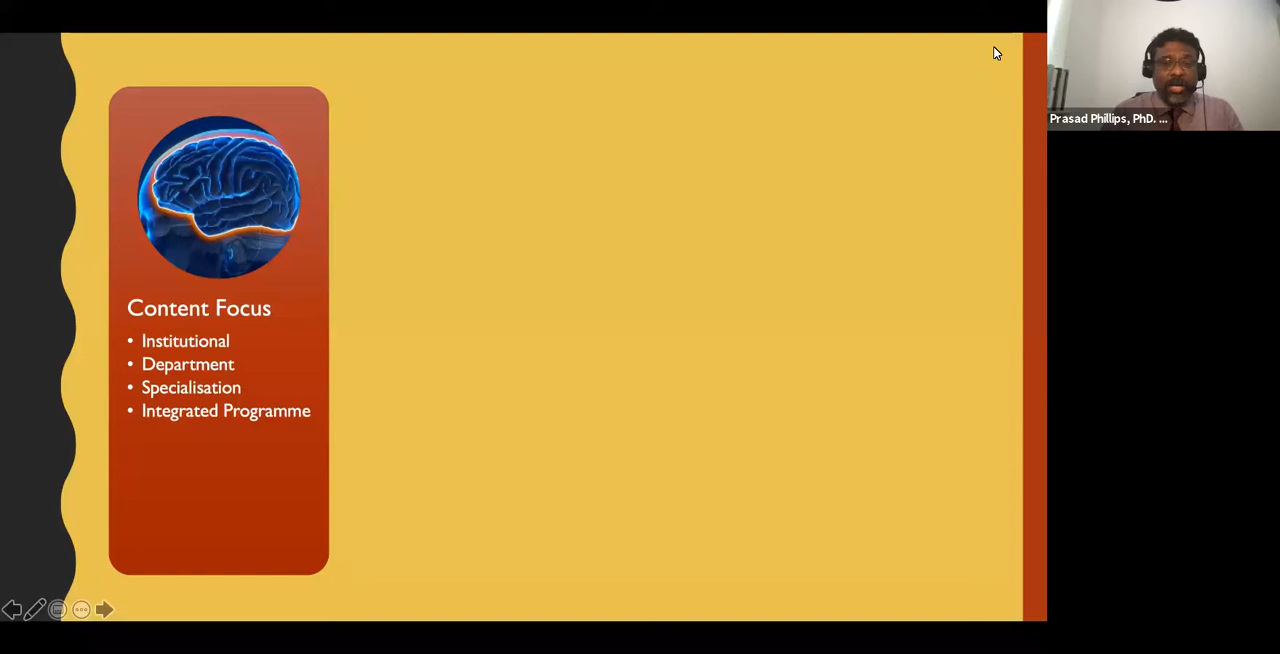 Content Focus
• Institutional
• Department
• Specialisation
• Integrated Programme
Prasad Phillips, PhD. ...